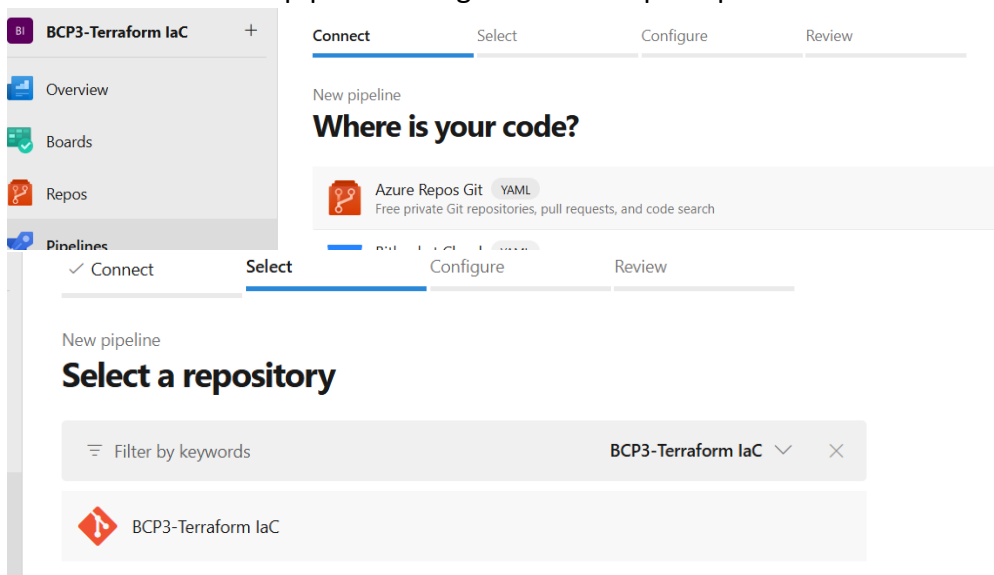 BI BCP3-Terraform IaC +
Overview
Boards
Repos
Pipelines
Connect Select Configure Review
New pipeline
Where is your code?
Azure Repos Git YAML
Free private Git repositories, pull requests, and code search
Connect Select Configure Review
New pipeline
Select a repository
Filter by keywords BCP3-Terraform IaC
BCP3-Terraform IaC